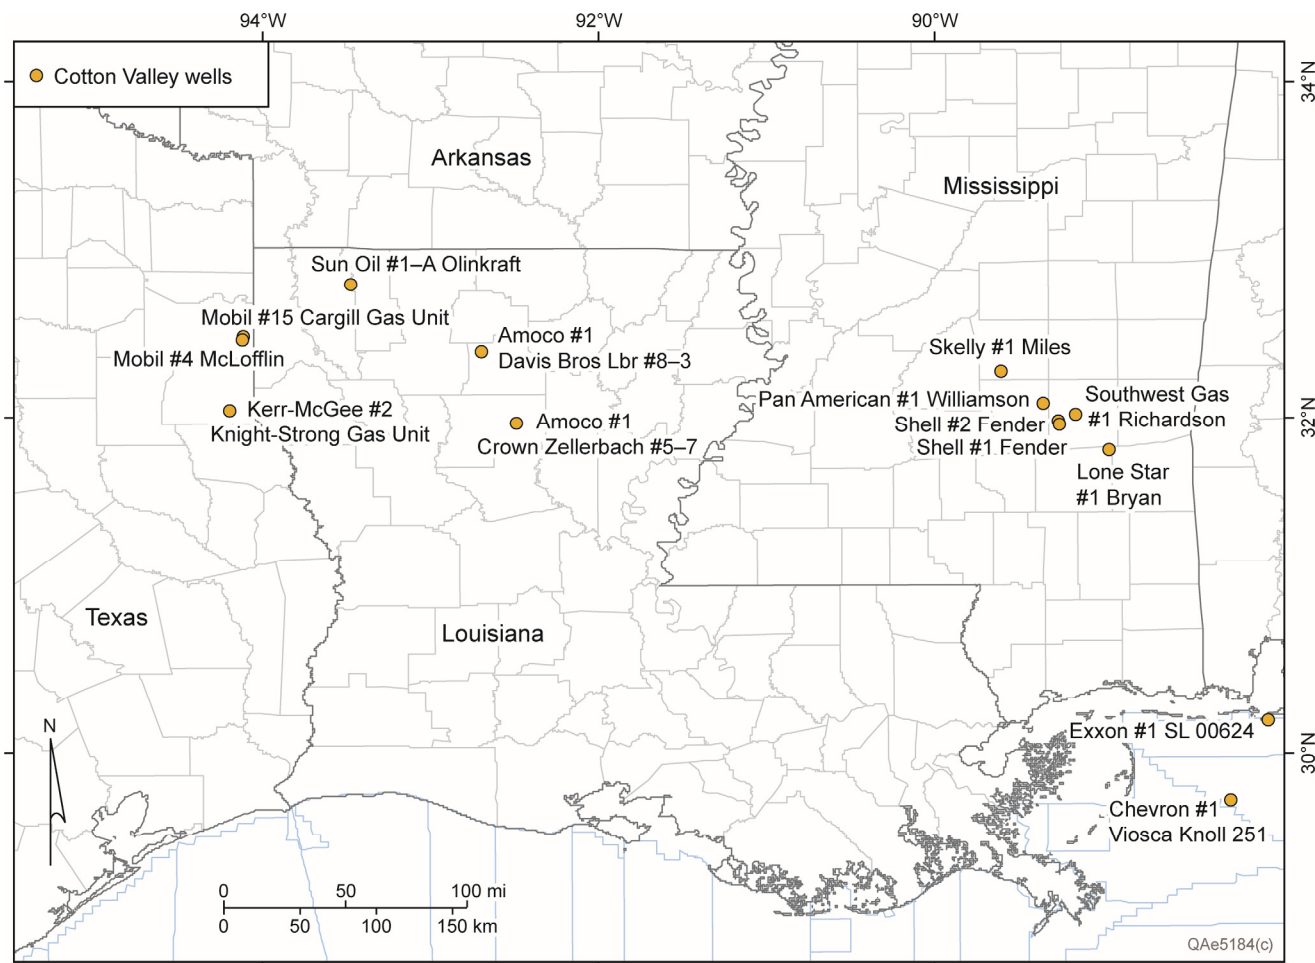 94°W
92°W
90°W
Cotton Valley wells
34°N
Arkansas
Mississippi
Sun Oil #1–A Olinkraft
Mobil #15 Cargill Gas Unit
Mobil #4 McLofflin
Amoco #1
Davis Bros Lbr #8–3
Skelly #1 Miles
Pan American #1 Williamson
Southwest Gas
#1 Richardson
Kerr-McGee #2
Knight-Strong Gas Unit
Amoco #1
Crown Zellerbach #5–7
Shell #2 Fender
Shell #1 Fender
32°N
Lone Star
#1 Bryan
Texas
Louisiana
N
Exxon #1 SL 00624
30°N
Chevron #1
Viosca Knoll 251
0 50 100 mi
0 50 100 150 km
QAe5184(c)